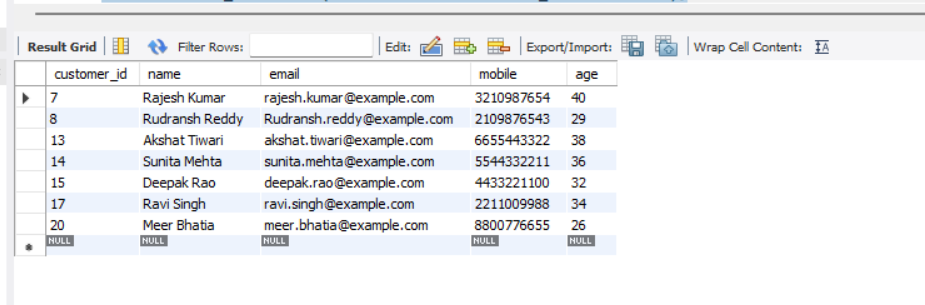 Result Grid Filter Rows: Edit: Export/Import: Wrap Cell Content: IA
customer_id name email mobile age
7 Rajesh Kumar rajesh.kumar@example.com 3210987654 40
8 Rudransh Reddy Rudransh.reddy@example.com 2109876543 29
13 Akshat Tiwari akshat.tiwari@example.com 6655443322 38
14 Sunita Mehta sunita.mehta@example.com 5544332211 36
15 Deepak Rao deepak.rao@example.com 4433221100 32
17 Ravi Singh ravi.singh@example.com 2211009988 34
20 Meer Bhatia meer.bhatia@example.com 8800776655 26
NULL NULL NULL NULL NULL